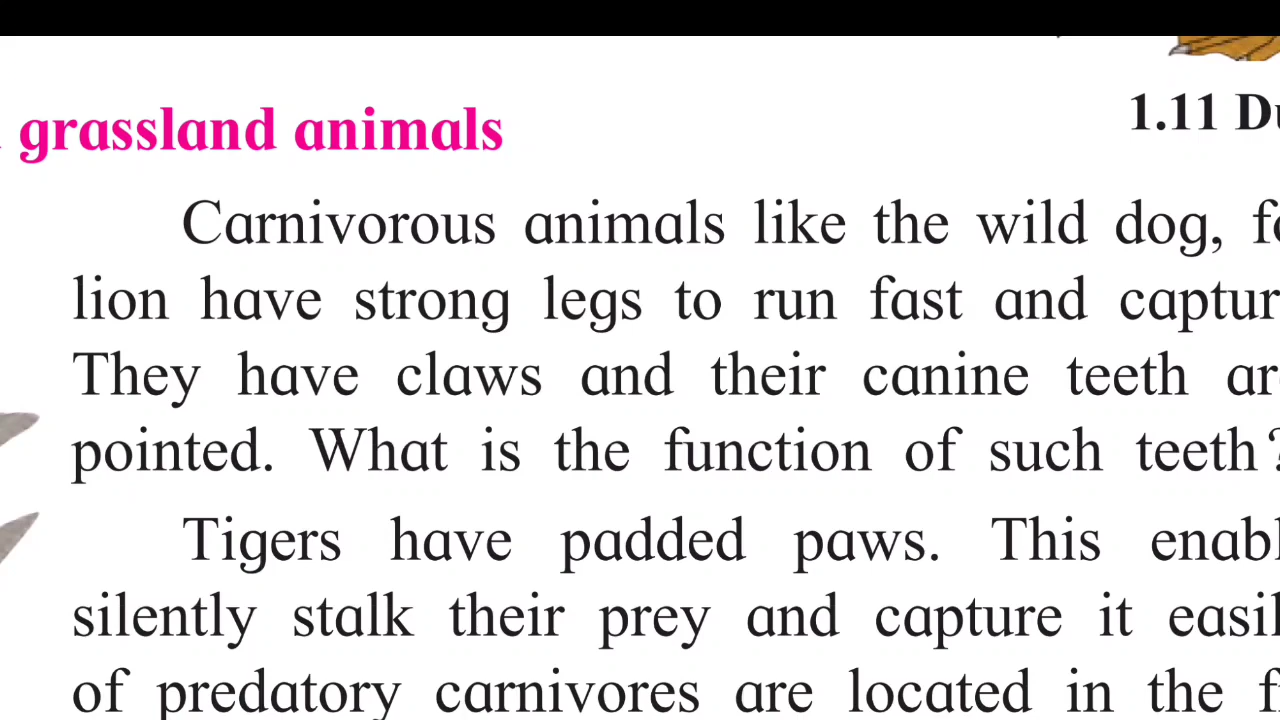 grassland animals
1.11
Carnivorous animals like the wild dog,
lion have strong legs to run fast and
They have claws and their canine teeth
pointed. What is the function of such teeth?
Tigers have padded paws. This
silently stalk their prey and capture it
of predatory carnivores are located in the